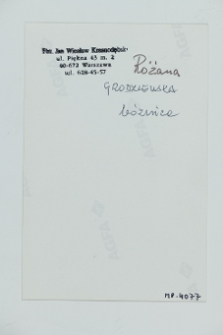 Fot. Jan Wiesław Krasnodębski
ul. Piękna 43 m. 2
00-672 Warszawa
tel. 628-45-57
Różana
GRODZIEŃSKA
bóżnica
MP.4077